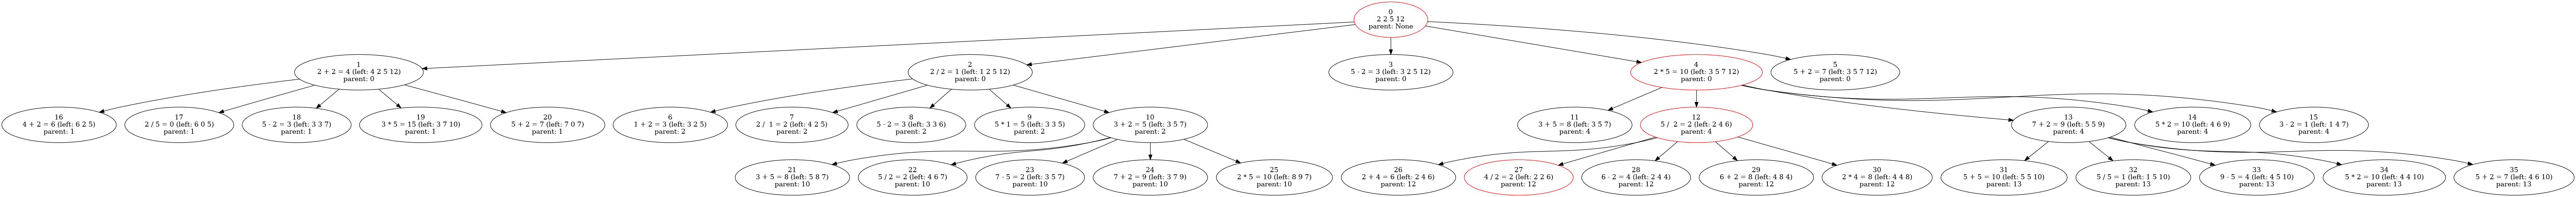 0
2 2 5 12
parent: None
1
2 + 2 = 4 (left: 4 2 5 12)
parent: 0
2
2 / 2 = 1 (left: 1 2 5 12)
parent: 0
3
5 - 2 = 3 (left: 3 2 5 12)
parent: 0
4
2 * 5 = 10 (left: 3 5 7 12)
parent: 0
5
5 + 2 = 7 (left: 3 5 7 12)
parent: 0
16
4 + 2 = 6 (left: 6 2 5)
parent: 1
17
2 / 5 = 0 (left: 6 0 5)
parent: 1
18
5 - 2 = 3 (left: 3 3 7)
parent: 1
19
3 * 5 = 15 (left: 3 7 10)
parent: 1
20
5 + 2 = 7 (left: 7 0 7)
parent: 1
6
1 + 2 = 3 (left: 3 2 5)
parent: 2
7
2 / 1 = 2 (left: 4 2 5)
parent: 2
8
5 - 2 = 3 (left: 3 3 6)
parent: 2
9
5 * 1 = 5 (left: 3 3 5)
parent: 2
10
3 + 2 = 5 (left: 3 5 7)
parent: 2
11
3 + 5 = 8 (left: 3 5 7)
parent: 4
12
5 / 2 = 2 (left: 2 4 6)
parent: 4
13
7 + 2 = 9 (left: 5 5 9)
parent: 4
14
5 * 2 = 10 (left: 4 6 9)
parent: 4
15
3 - 2 = 1 (left: 1 4 7)
parent: 4
21
3 + 5 = 8 (left: 5 8 7)
parent: 10
22
5 / 2 = 2 (left: 4 6 7)
parent: 10
23
7 - 5 = 2 (left: 3 5 7)
parent: 10
24
7 + 2 = 9 (left: 3 7 9)
parent: 10
25
2 * 5 = 10 (left: 8 9 7)
parent: 10
26
2 + 4 = 6 (left: 2 4 6)
parent: 12
27
4 / 2 = 2 (left: 2 2 6)
parent: 12
28
6 - 2 = 4 (left: 2 4 4)
parent: 12
29
6 + 2 = 8 (left: 4 8 4)
parent: 12
30
2 * 4 = 8 (left: 4 4 8)
parent: 12
31
5 + 5 = 10 (left: 5 5 10)
parent: 13
32
5 / 5 = 1 (left: 1 5 10)
parent: 13
33
9 - 5 = 4 (left: 4 5 10)
parent: 13
34
5 * 2 = 10 (left: 4 4 10)
parent: 13
35
5 + 2 = 7 (left: 4 6 10)
parent: 13